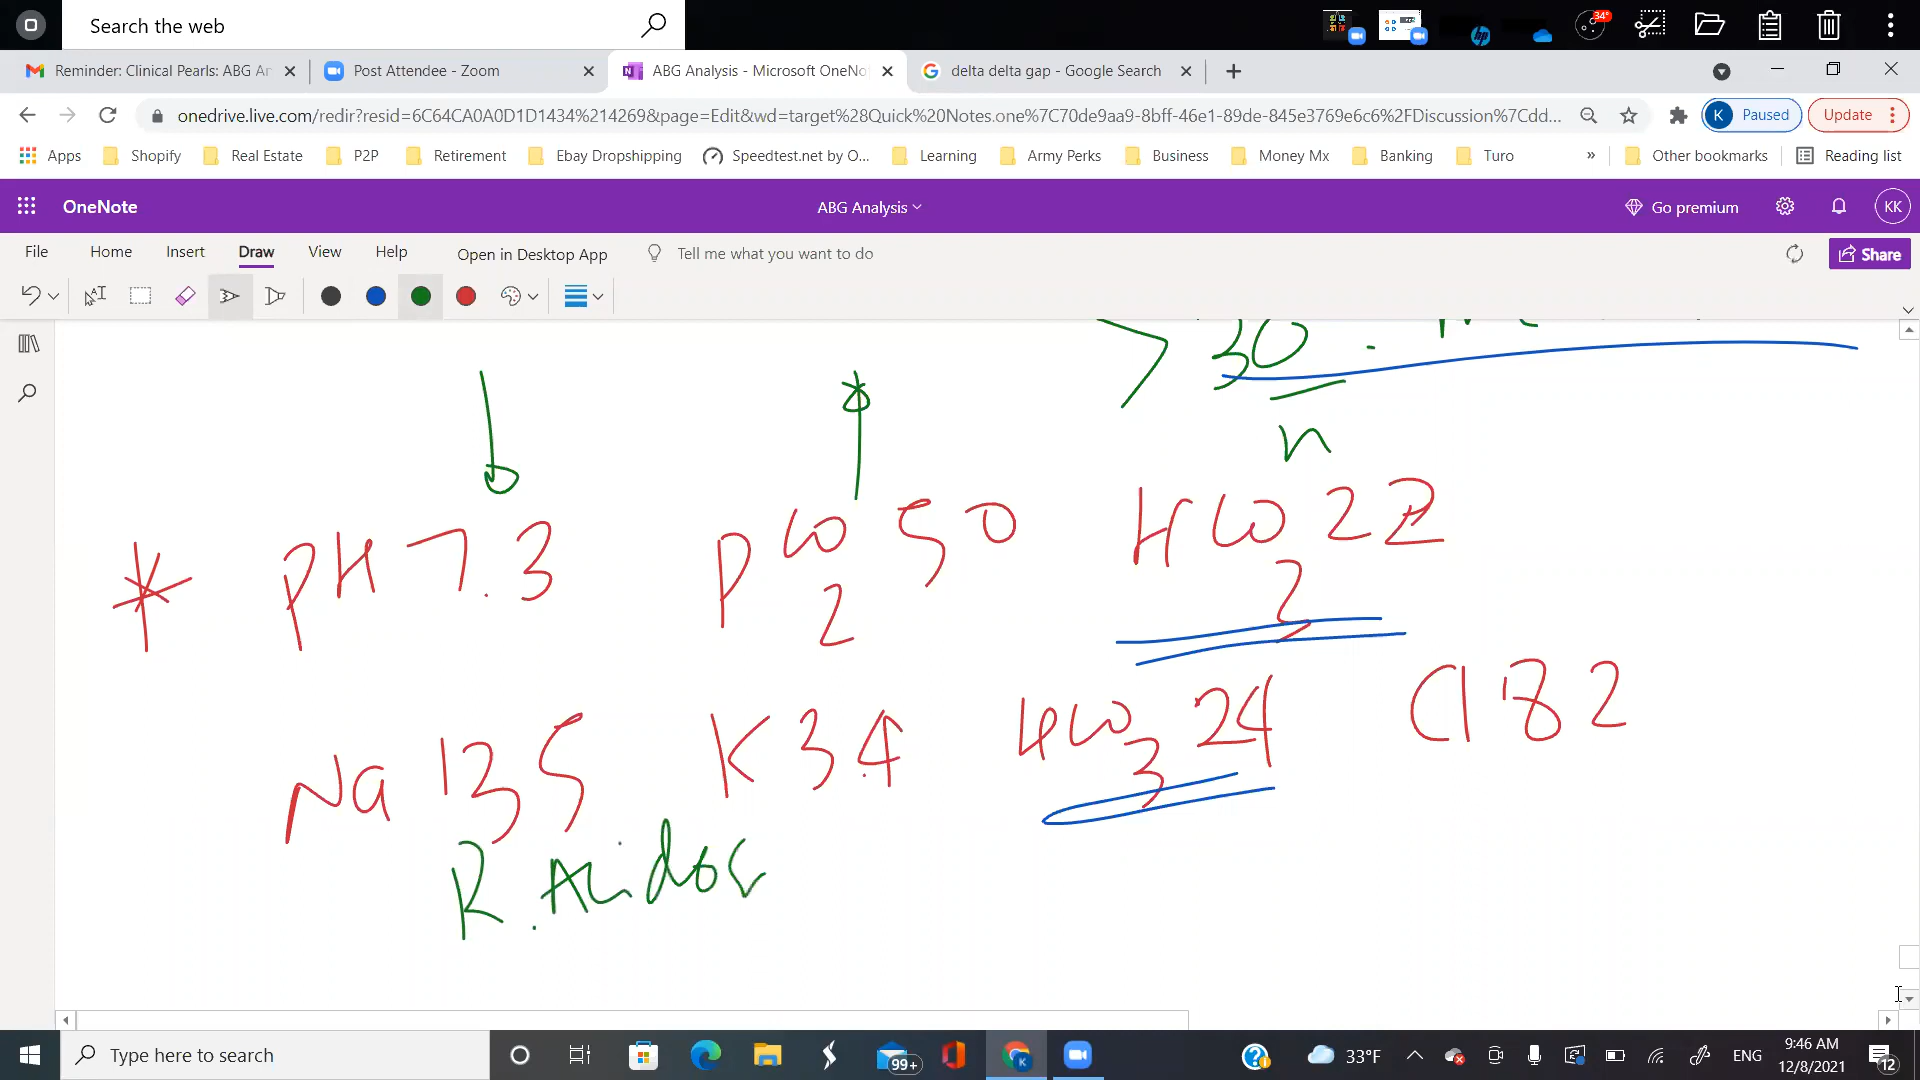 Search the web
34°
Reminder: Clinical Pearls: ABG An
Post Attendee - Zoom
ABG Analysis - Microsoft OneNo
delta delta gap - Google Search
onedrive.live.com/redir?resid=6C64CA0A0D1D1434%214269&page=Edit&wd=target%28Quick%20Notes.one%7C70de9aa9-8bff-46e1-89de-845e3769e6c6%2FDiscussion%7Cdd...
K Paused
Update
Apps Shopify Real Estate P2P Retirement Ebay Dropshipping Speedtest.net by O... Learning Army Perks Business Money Mx Banking Turo » Other bookmarks Reading list
OneNote
ABG Analysis
Go premium
KK
File Home Insert Draw View Help Open in Desktop App Tell me what you want to do
Share
> 30 .
n
* PH 7.3 PCO2 50 HCO3 22
Na 135 K 3.4 HCO3 24 Cl 82
R. Acidos
Type here to search
99+
33°F
ENG
9:46 AM
12/8/2021
12